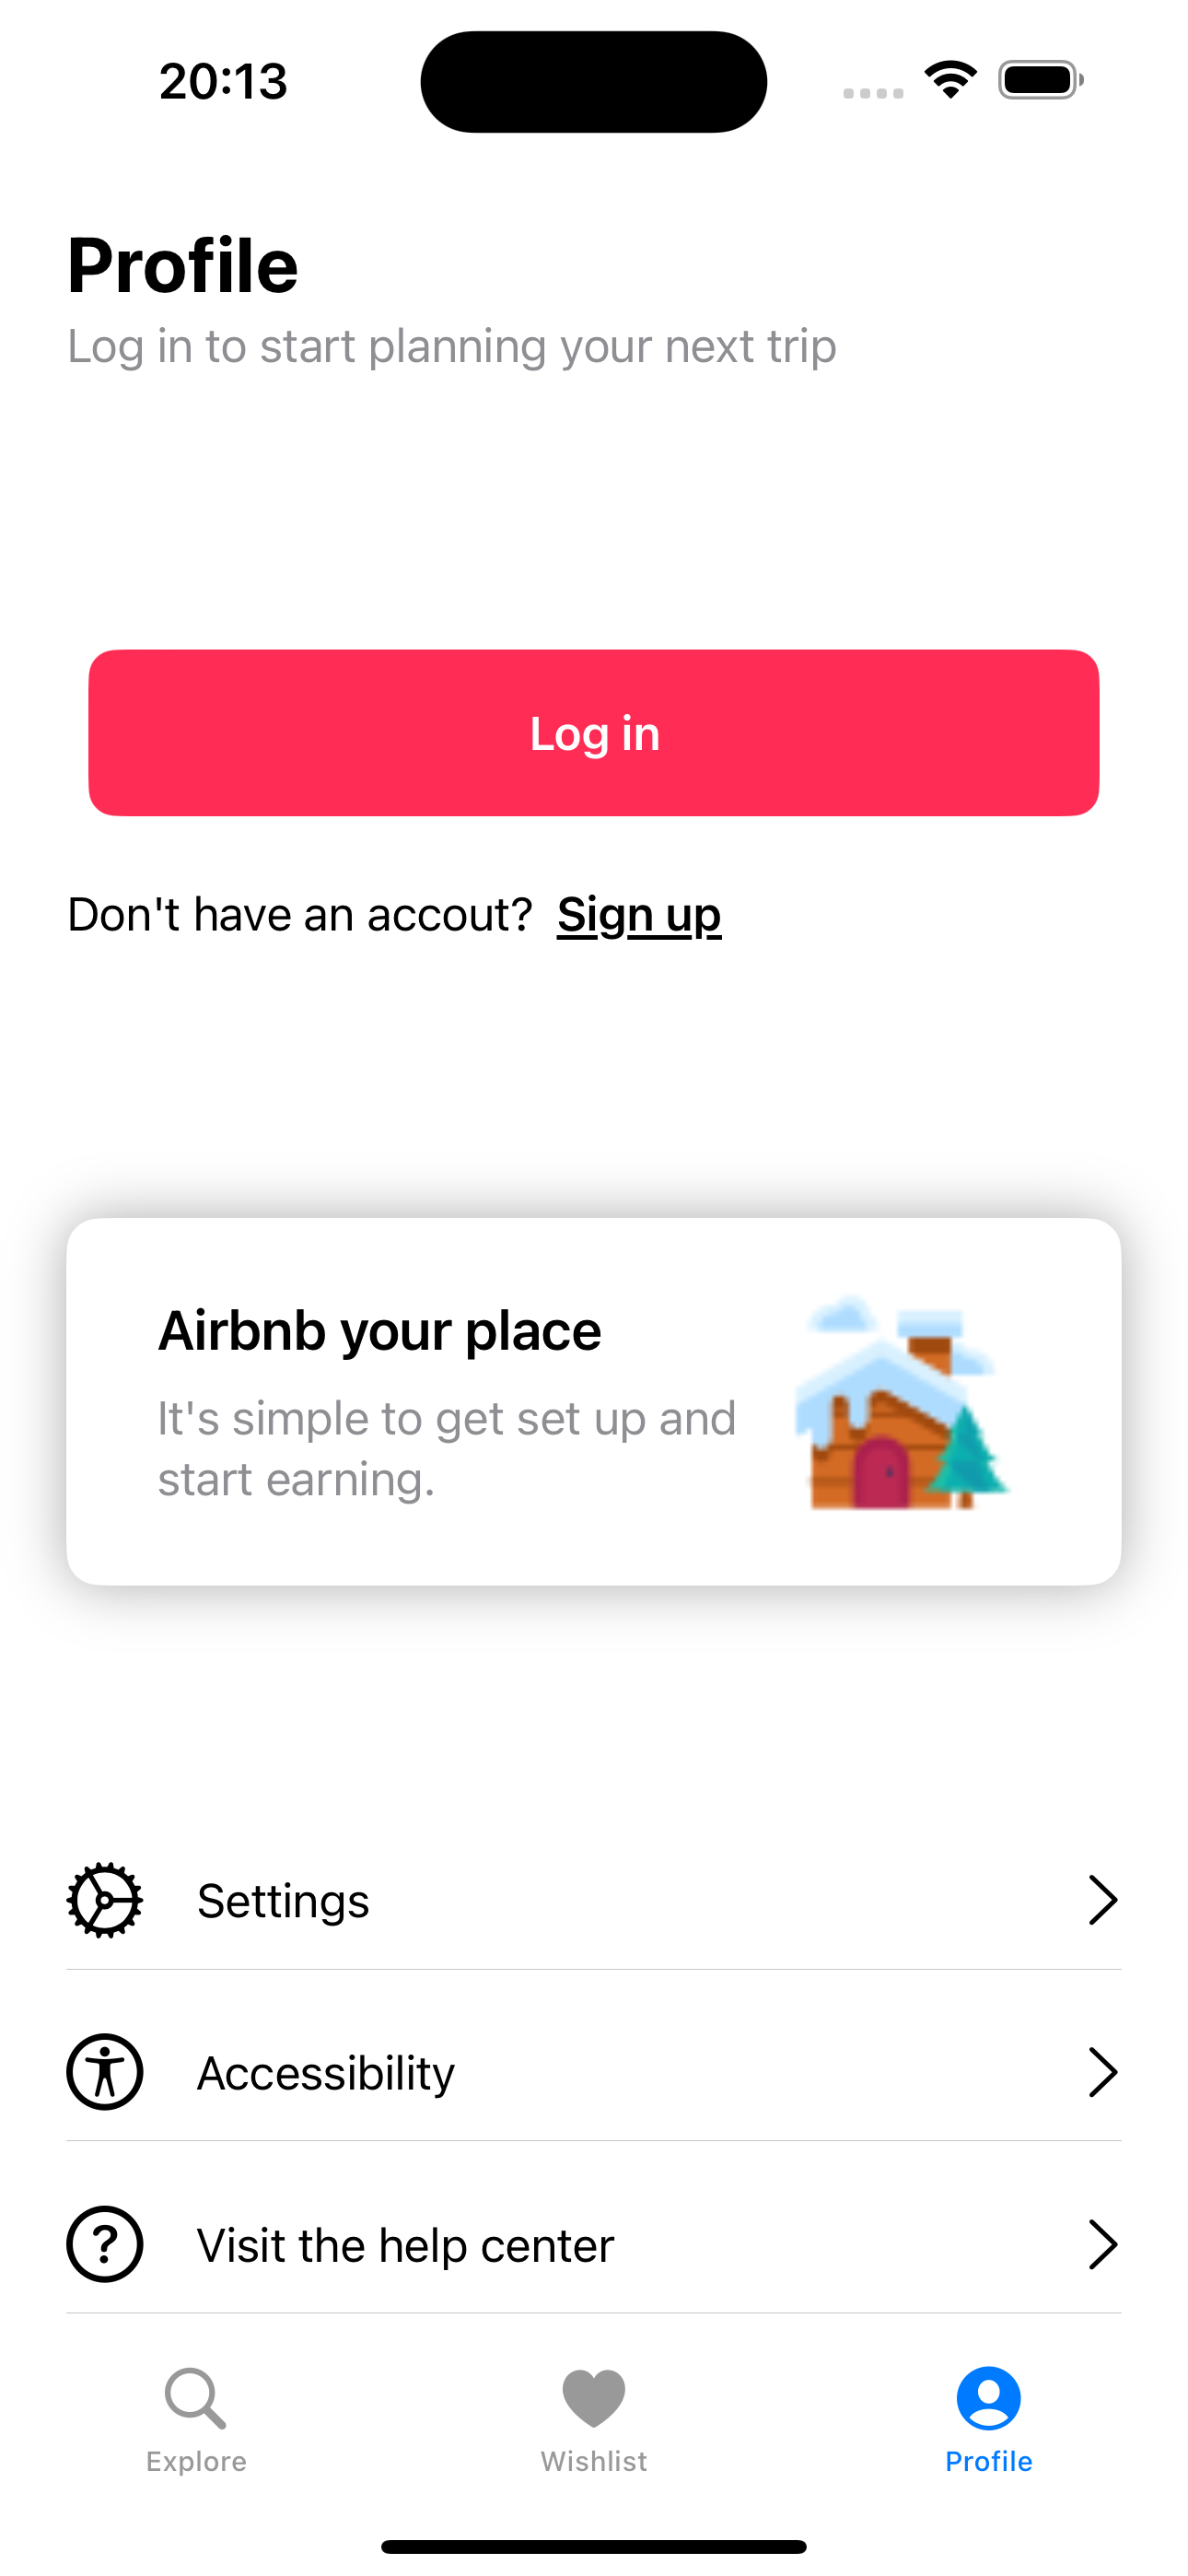 20:13
Profile
Log in to start planning your next trip
Log in
Don't have an accout? Sign up
Airbnb your place
It's simple to get set up and
start earning.
Settings
Accessibility
Visit the help center
Explore
Wishlist
Profile